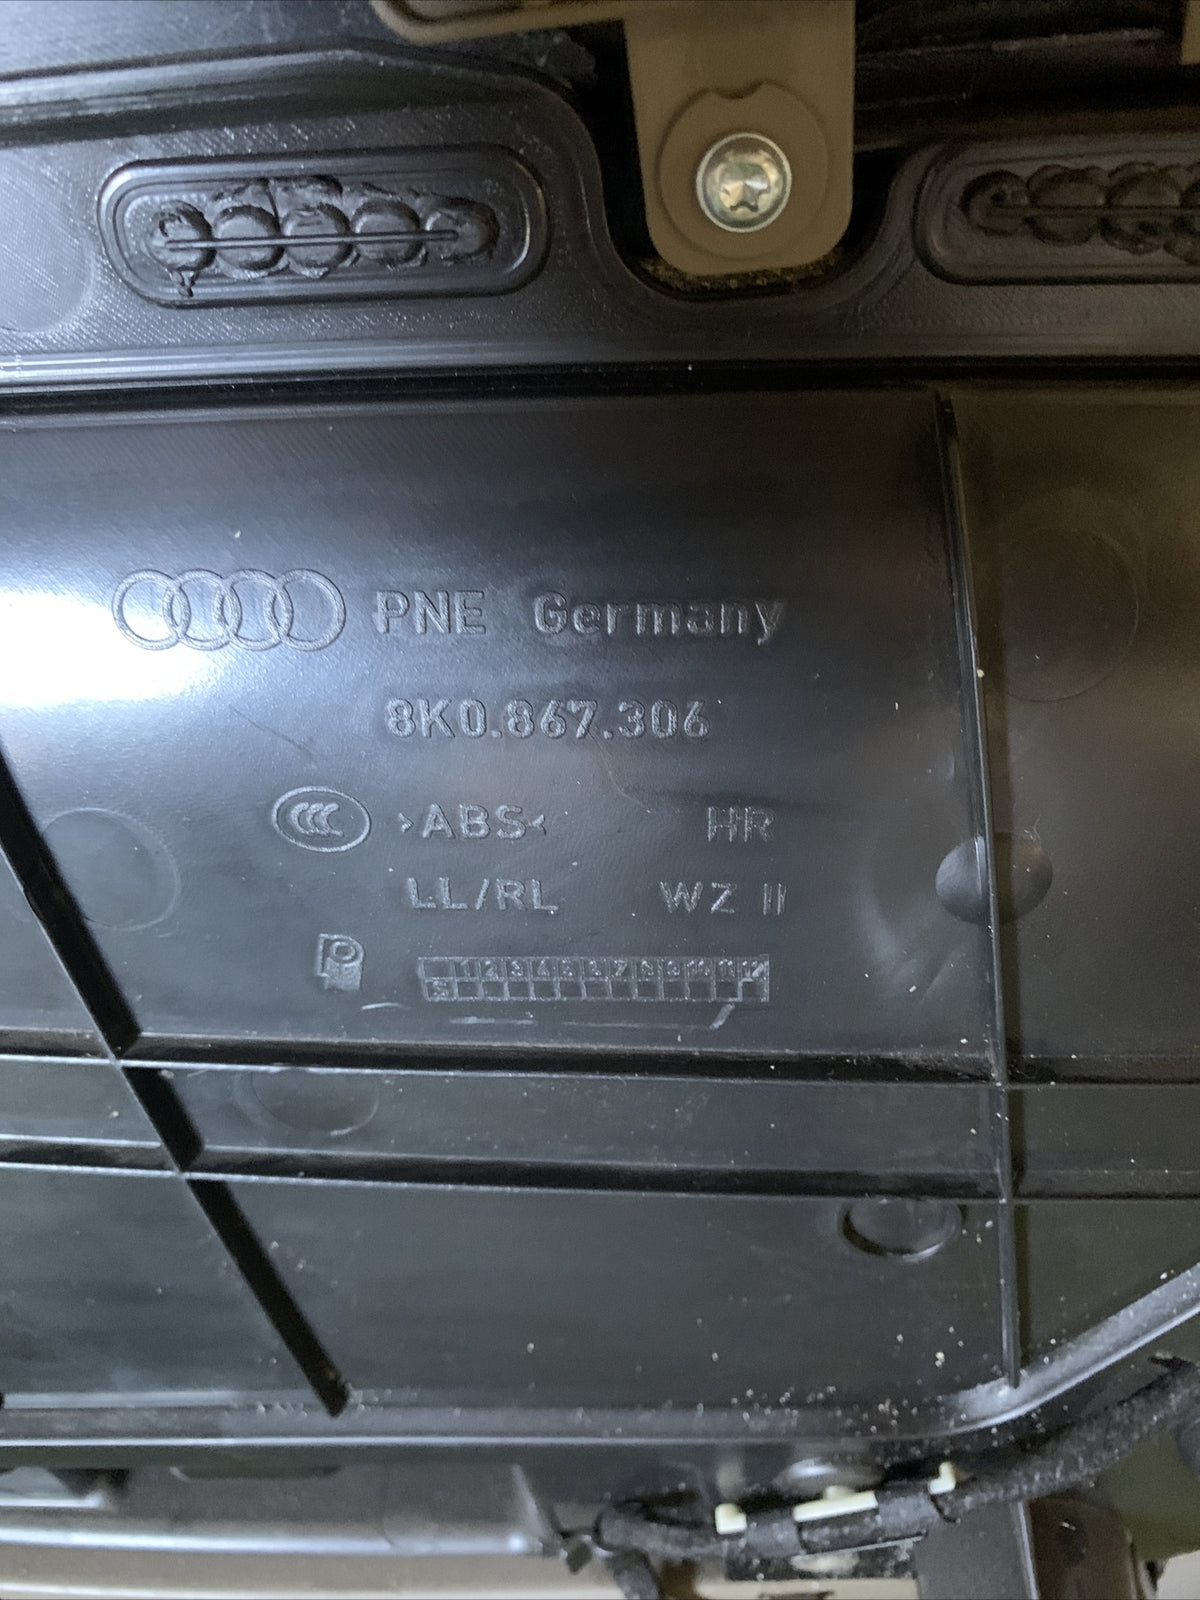 PNE Germany
8K0.867.306
CCC >ABS< HR
LL/RL WZ II
1 2 3 4 5 6 7 8 9 10 11 12